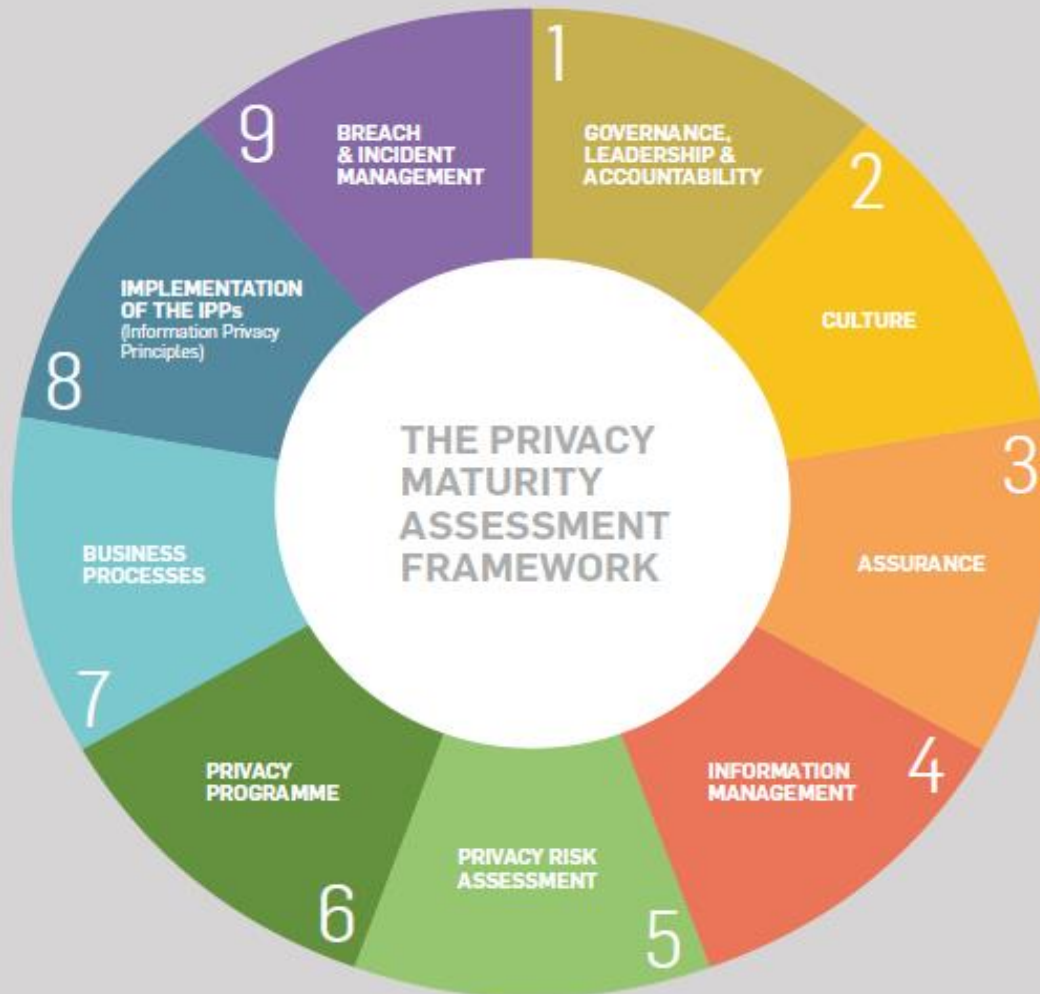 THE PRIVACY
MATURITY
ASSESSMENT
FRAMEWORK
1
GOVERNANCE,
LEADERSHIP &
ACCOUNTABILITY
2
CULTURE
3
ASSURANCE
4
INFORMATION
MANAGEMENT
5
PRIVACY RISK
ASSESSMENT
6
PRIVACY
PROGRAMME
7
BUSINESS
PROCESSES
8
IMPLEMENTATION
OF THE IPPs
(Information Privacy
Principles)
9
BREACH
& INCIDENT
MANAGEMENT